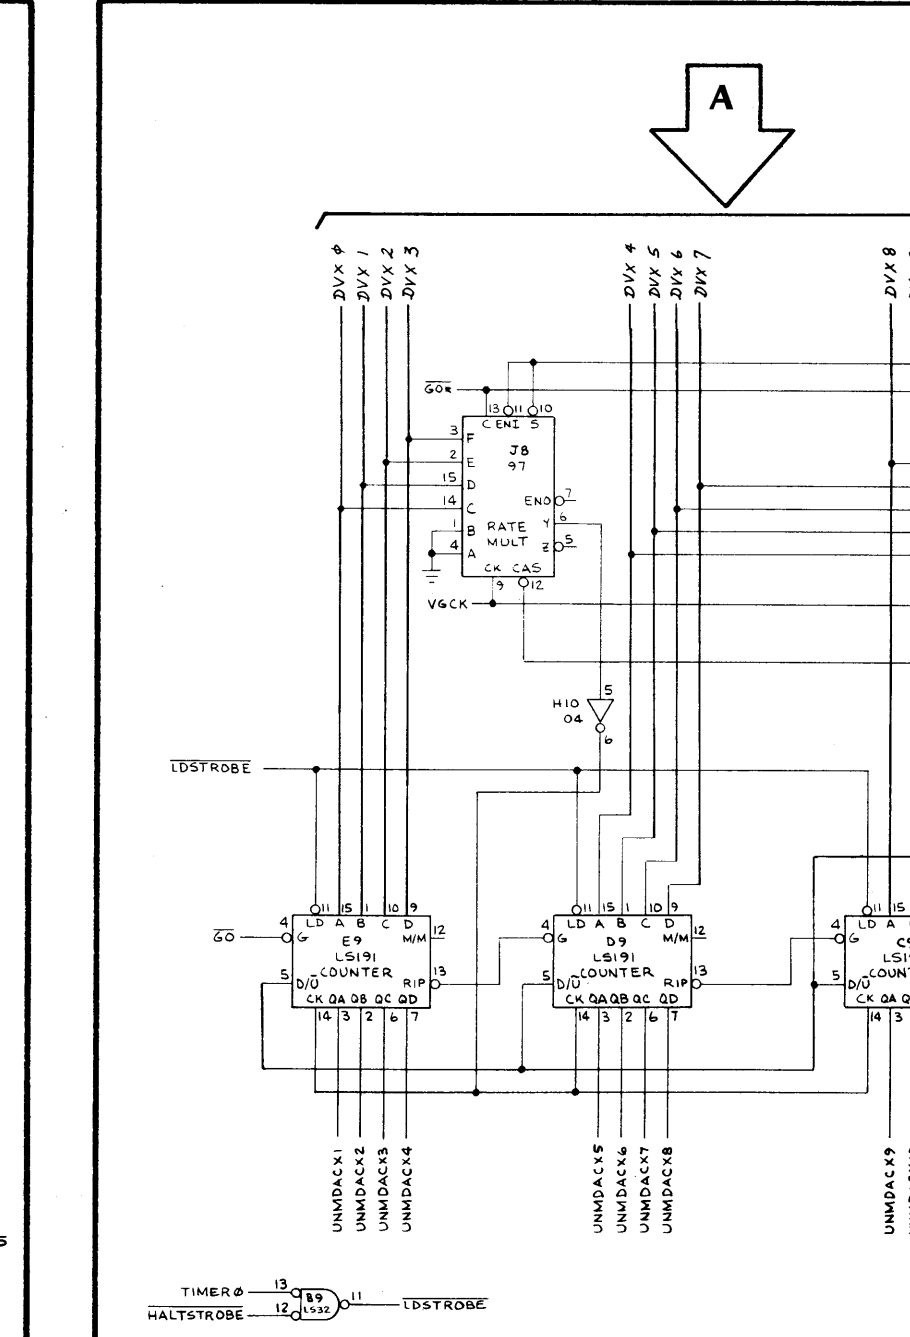 A
DVX 0
DVX 1
DVX 2
DVX 3
DVX 4
DVX 5
DVX 6
DVX 7
DVX 8
GO*
13 11 10
C ENI S
3 F
J8
2 E
97
15 D
14 C
ENO 7
1 B
RATE
Y 6
4 A
MULT
Z 5
CK CAS
9 12
VGCK
H10
04
5
6
LDSTROBE
11 15 1 10 9
LD A B C D
4 G
E9
M/M 12
GO
LS191
COUNTER
5 D/U
RIP 13
CK QA QB QC QD
14 3 2 6 7
11 15 1 10 9
LD A B C D
4 G
D9
M/M 12
LS191
COUNTER
5 D/U
RIP 13
CK QA QB QC QD
14 3 2 6 7
11 15
LD A
4 G
5 D/U
CK QA
14 3
UNMDACX1
UNMDACX2
UNMDACX3
UNMDACX4
UNMDACX5
UNMDACX6
UNMDACX7
UNMDACX8
UNMDACX9
TIMER0 13
B9
LS32
11 LDSTROBE
HALTSTROBE 12